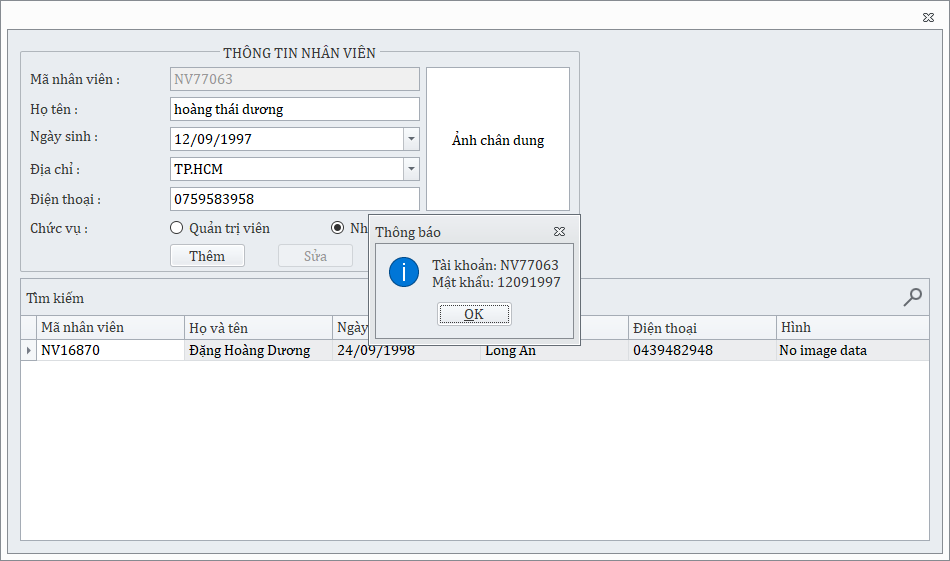 THÔNG TIN NHÂN VIÊN
Mã nhân viên : NV77063
Họ tên : hoàng thái dương
Ngày sinh : 12/09/1997
Địa chỉ : TP.HCM
Điện thoại : 0759583958
Ảnh chân dung
Chức vụ : Quản trị viên Nh
Thêm Sửa
Thông báo
Tài khoản: NV77063
Mật khẩu: 12091997
OK
Tìm kiếm
Mã nhân viên Họ và tên Ngày Điện thoại Hình
NV16870 Đặng Hoàng Dương 24/09/1998 Long An 0439482948 No image data